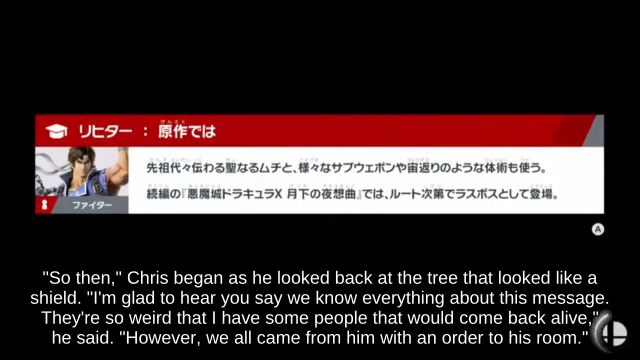 リヒター : 原作では
先祖代々伝わる聖なるムチと、様々なサブウェポンや宙返りのような体術も使う。
続編の『悪魔城ドラキュラX 月下の夜想曲』では、ルート次第でラスボスとして登場。
ファイター
A
"So then," Chris began as he looked back at the tree that looked like a
shield. "I'm glad to hear you say we know everything about this message.
They're so weird that I have some people that would come back alive,"
he said. "However, we all came from him with an order to his room."